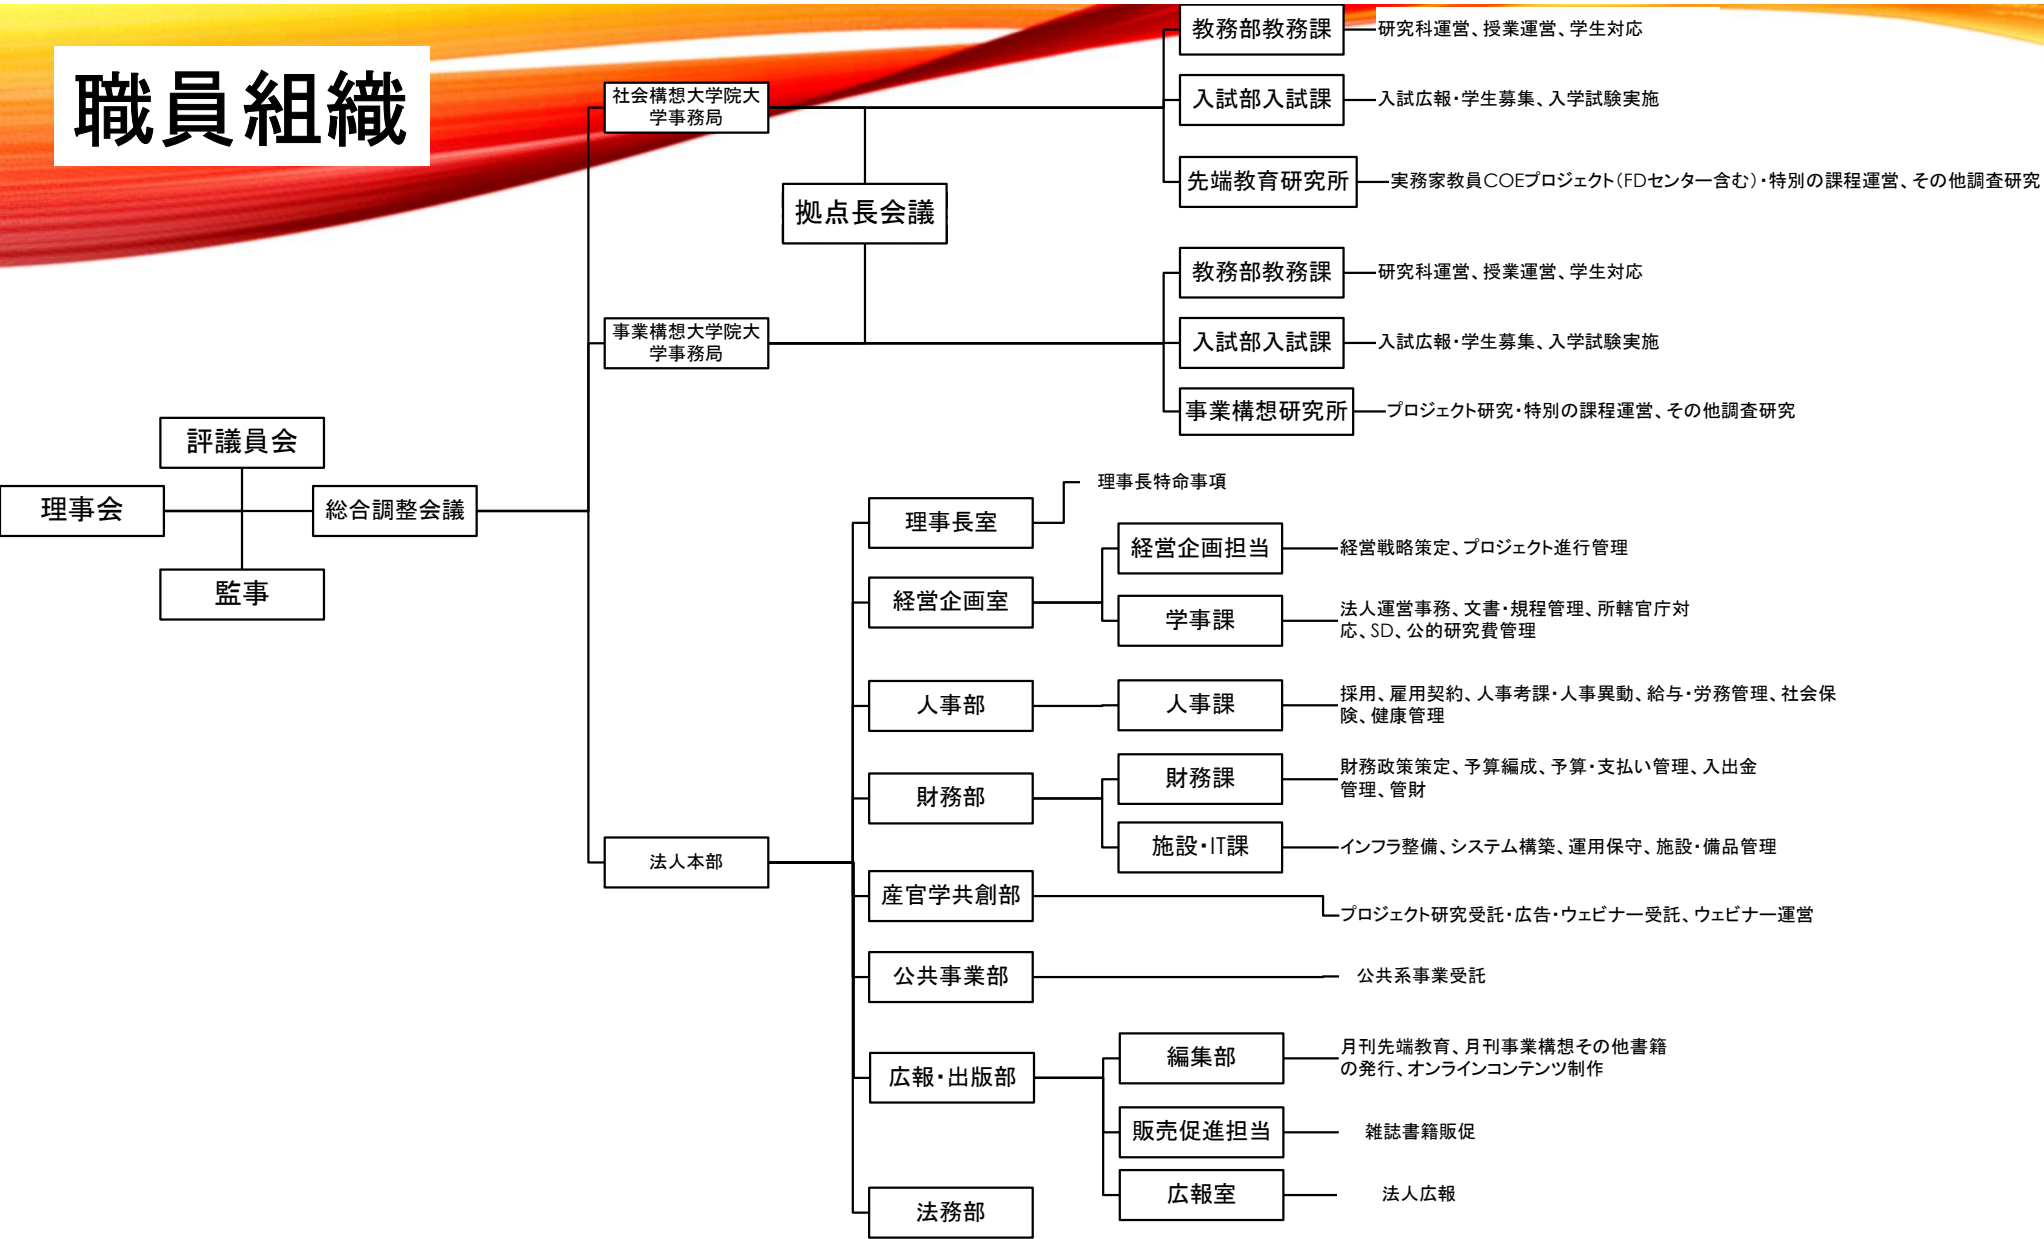 職員組織
社会構想大学院大
学事務局
教務部教務課
研究科運営、授業運営、学生対応
入試部入試課
入試広報・学生募集、入学試験実施
先端教育研究所
実務家教員COEプロジェクト（FDセンター含む）・特別の課程運営、その他調査研究
拠点長会議
事業構想大学院大
学事務局
教務部教務課
研究科運営、授業運営、学生対応
入試部入試課
入試広報・学生募集、入学試験実施
事業構想研究所
プロジェクト研究・特別の課程運営、その他調査研究
評議員会
理事会
総合調整会議
監事
法人本部
理事長室
理事長特命事項
経営企画室
経営企画担当
経営戦略策定、プロジェクト進行管理
学事課
法人運営事務、文書・規程管理、所轄官庁対
応、SD、公的研究費管理
人事部
人事課
採用、雇用契約、人事考課・人事異動、給与・労務管理、社会保
険、健康管理
財務部
財務課
財務政策策定、予算編成、予算・支払い管理、入出金
管理、管財
施設・IT課
インフラ整備、システム構築、運用保守、施設・備品管理
産官学共創部
プロジェクト研究受託・広告・ウェビナー受託、ウェビナー運営
公共事業部
公共系事業受託
広報・出版部
編集部
月刊先端教育、月刊事業構想その他書籍
の発行、オンラインコンテンツ制作
販売促進担当
雑誌書籍販促
広報室
法人広報
法務部